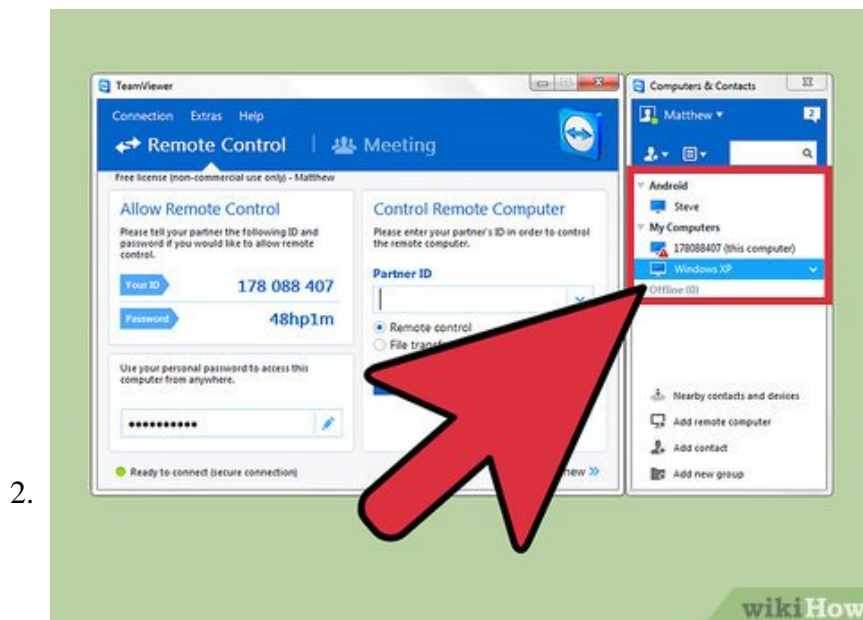 TeamViewer
Connection Extras Help
Remote Control Meeting
Free license (non-commercial use only) - Matthew
Allow Remote Control
Please tell your partner the following ID and
password if you would like to allow remote
control.
Your ID 178 088 407
Password 48hp1m
Use your personal password to access this
computer from anywhere.
Ready to connect (secure connection)
Control Remote Computer
Please enter your partner's ID in order to control
the remote computer.
Partner ID
Remote control
File
Computers & Contacts
Matthew
2
Android
Steve
My Computers
178088407 (this computer)
Windows XP
Offline (0)
Nearby contacts and devices
Add remote computer
Add contact
Add new group
2.
wikiHow